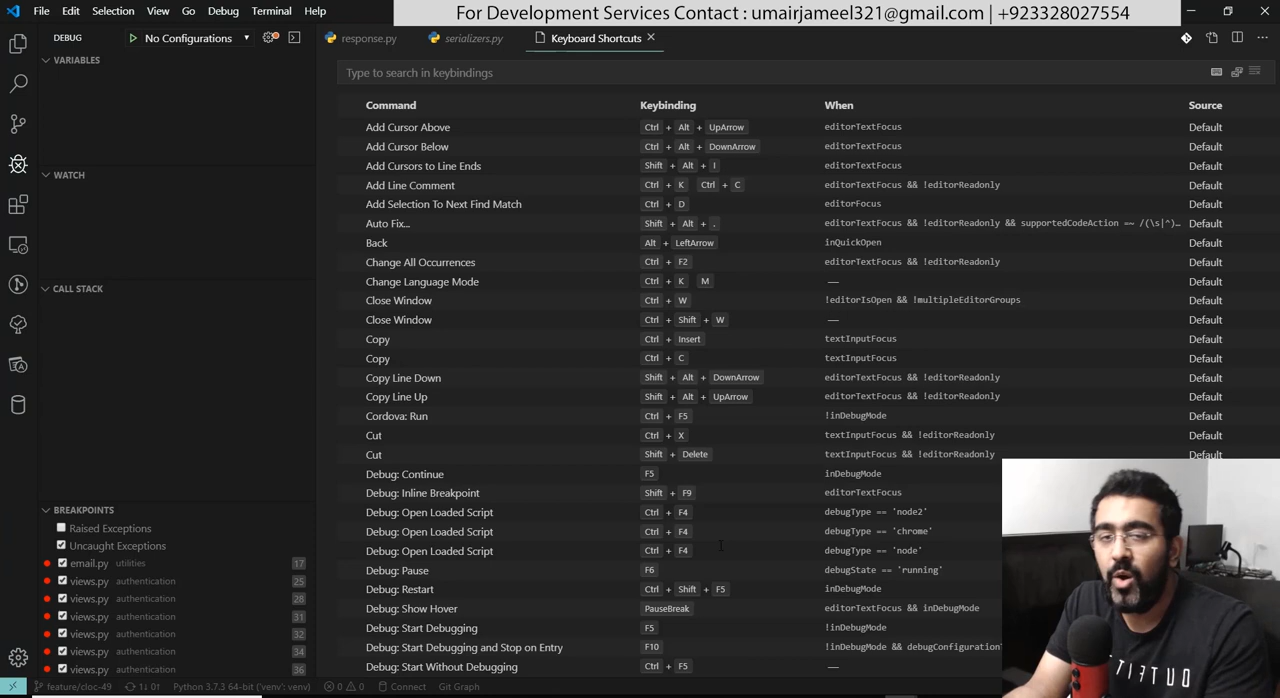 File Edit Selection View Go Debug Terminal Help
For Development Services Contact : umairjameel321@gmail.com | +923328027554
DEBUG No Configurations
response.py serializers.py Keyboard Shortcuts
VARIABLES
WATCH
CALL STACK
BREAKPOINTS
Raised Exceptions
Uncaught Exceptions
email.py utilities 17
views.py authentication 25
views.py authentication 28
views.py authentication 31
views.py authentication 32
views.py authentication 34
views.py authentication 36
Type to search in keybindings
Command Keybinding When Source
Add Cursor Above Ctrl + Alt + UpArrow editorTextFocus Default
Add Cursor Below Ctrl + Alt + DownArrow editorTextFocus Default
Add Cursors to Line Ends Shift + Alt + I editorTextFocus Default
Add Line Comment Ctrl + K Ctrl + C editorTextFocus && !editorReadonly Default
Add Selection To Next Find Match Ctrl + D editorFocus Default
Auto Fix... Shift + Alt + . editorTextFocus && !editorReadonly && supportedCodeAction =~ /(\s|^)... Default
Back Alt + LeftArrow inQuickOpen Default
Change All Occurrences Ctrl + F2 editorTextFocus && !editorReadonly Default
Change Language Mode Ctrl + K M — Default
Close Window Ctrl + W !editorIsOpen && !multipleEditorGroups Default
Close Window Ctrl + Shift + W — Default
Copy Ctrl + Insert textInputFocus Default
Copy Ctrl + C textInputFocus Default
Copy Line Down Shift + Alt + DownArrow editorTextFocus && !editorReadonly Default
Copy Line Up Shift + Alt + UpArrow editorTextFocus && !editorReadonly Default
Cordova: Run Ctrl + F5 !inDebugMode Default
Cut Ctrl + X textInputFocus && !editorReadonly Default
Cut Shift + Delete textInputFocus && !editorReadonly Default
Debug: Continue F5 inDebugMode
Debug: Inline Breakpoint Shift + F9 editorTextFocus
Debug: Open Loaded Script Ctrl + F4 debugType == 'node2'
Debug: Open Loaded Script Ctrl + F4 debugType == 'chrome'
Debug: Open Loaded Script Ctrl + F4 debugType == 'node'
Debug: Pause F6 debugState == 'running'
Debug: Restart Ctrl + Shift + F5 inDebugMode
Debug: Show Hover PauseBreak editorTextFocus && inDebugMode
Debug: Start Debugging F5 !inDebugMode
Debug: Start Debugging and Stop on Entry F10 !inDebugMode && debugConfiguration
Debug: Start Without Debugging Ctrl + F5 —
OUTFIT
feature/cloc-49 1↓ 0↑ Python 3.7.3 64-bit ('venv': venv) 0 0 Connect Git Graph